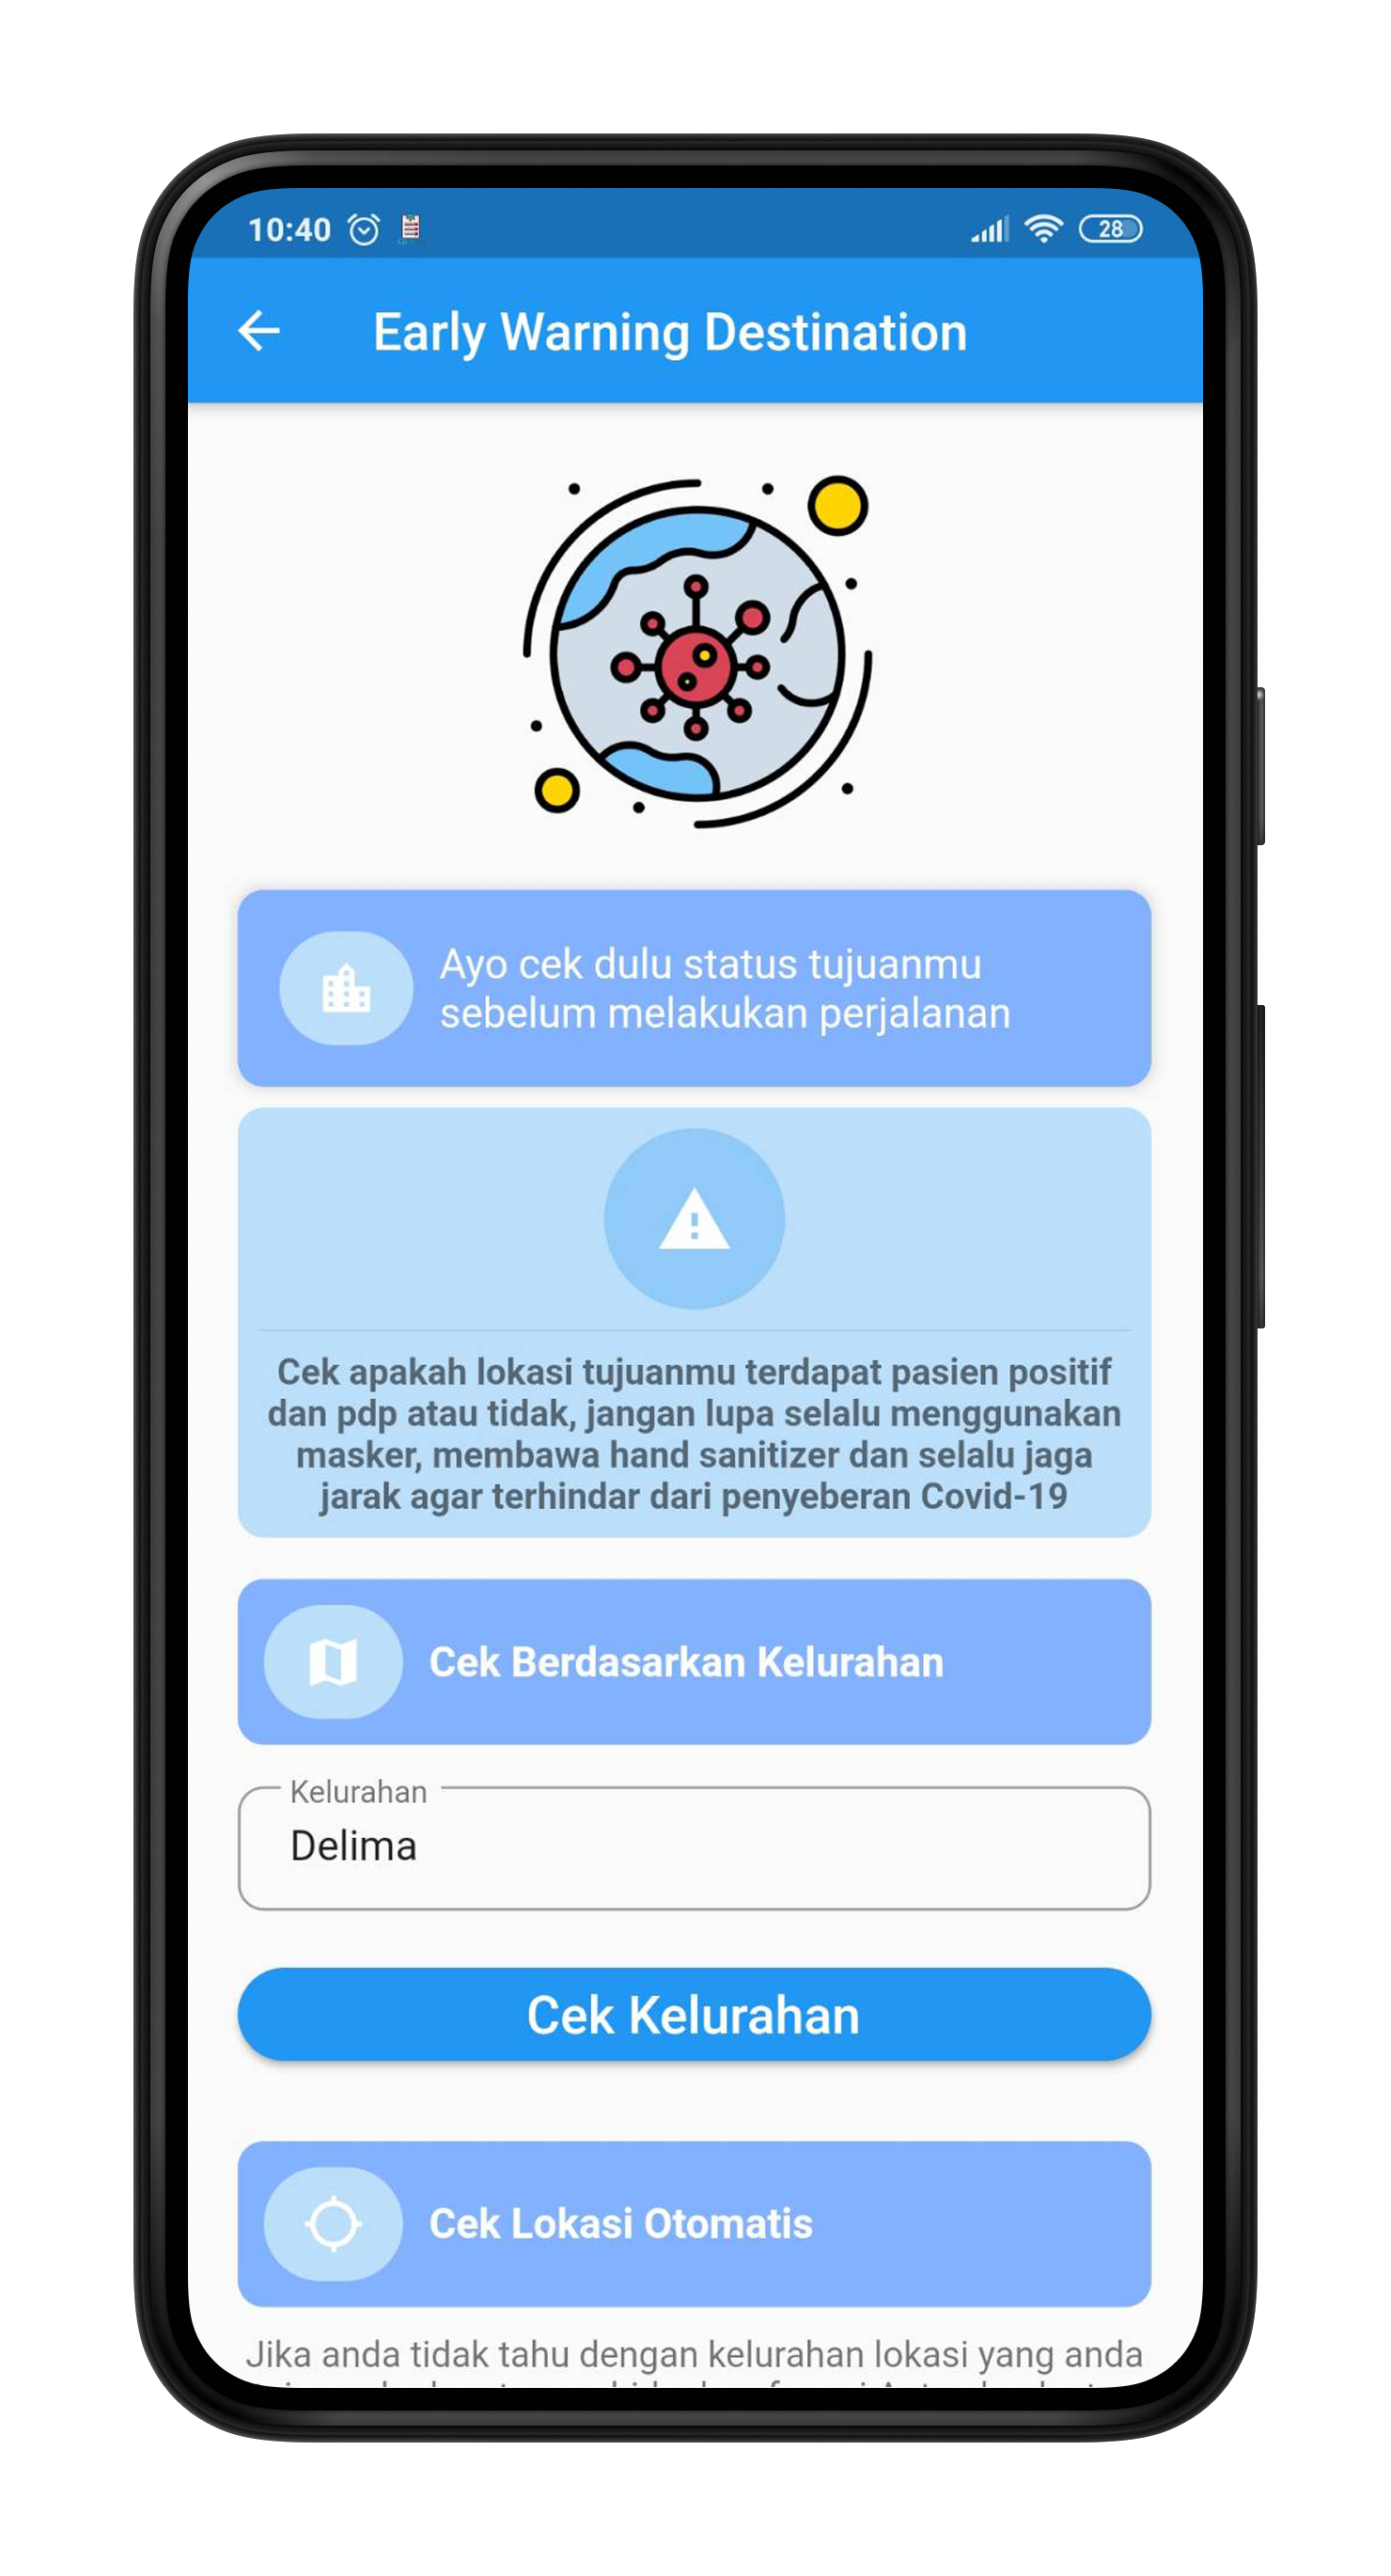 10:40
28
Early Warning Destination
Ayo cek dulu status tujuanmu
sebelum melakukan perjalanan
Cek apakah lokasi tujuanmu terdapat pasien positif
dan pdp atau tidak, jangan lupa selalu menggunakan
masker, membawa hand sanitizer dan selalu jaga
jarak agar terhindar dari penyeberan Covid-19
Cek Berdasarkan Kelurahan
Kelurahan
Delima
Cek Kelurahan
Cek Lokasi Otomatis
Jika anda tidak tahu dengan kelurahan lokasi yang anda